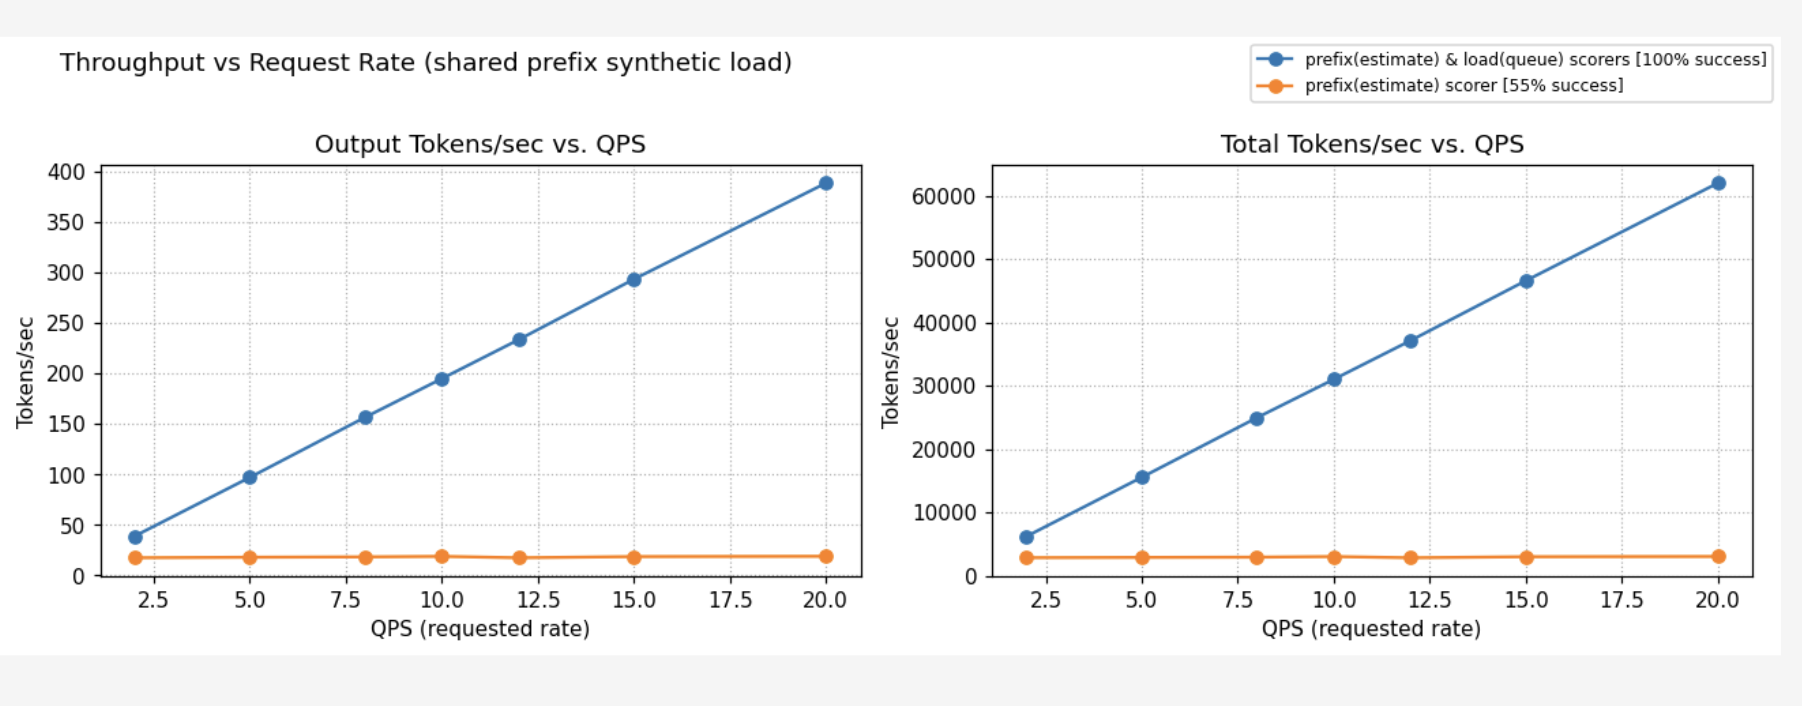 Throughput vs Request Rate (shared prefix synthetic load)
prefix(estimate) & load(queue) scorers [100% success]
prefix(estimate) scorer [55% success]
Output Tokens/sec vs. QPS
400
350
300
250
200
150
100
50
0
Tokens/sec
2.5 5.0 7.5 10.0 12.5 15.0 17.5 20.0
QPS (requested rate)
Total Tokens/sec vs. QPS
60000
50000
40000
30000
20000
10000
0
Tokens/sec
2.5 5.0 7.5 10.0 12.5 15.0 17.5 20.0
QPS (requested rate)